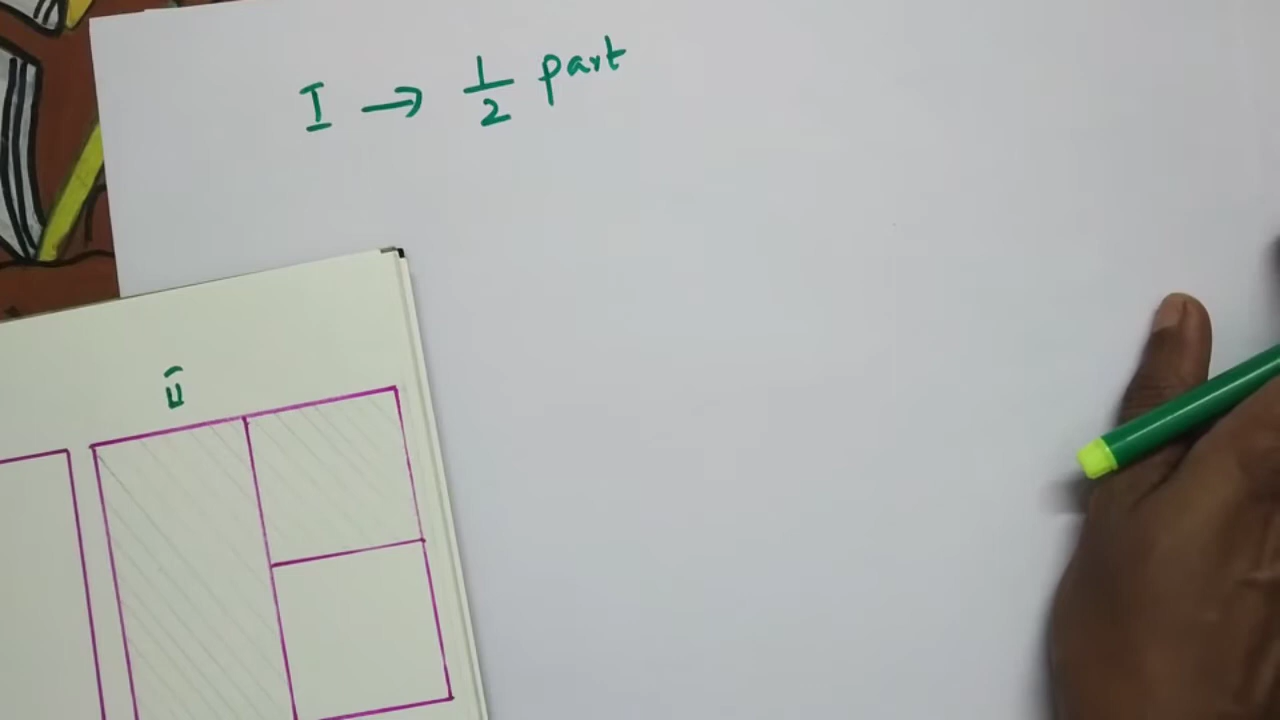 I → 1/2 part
II